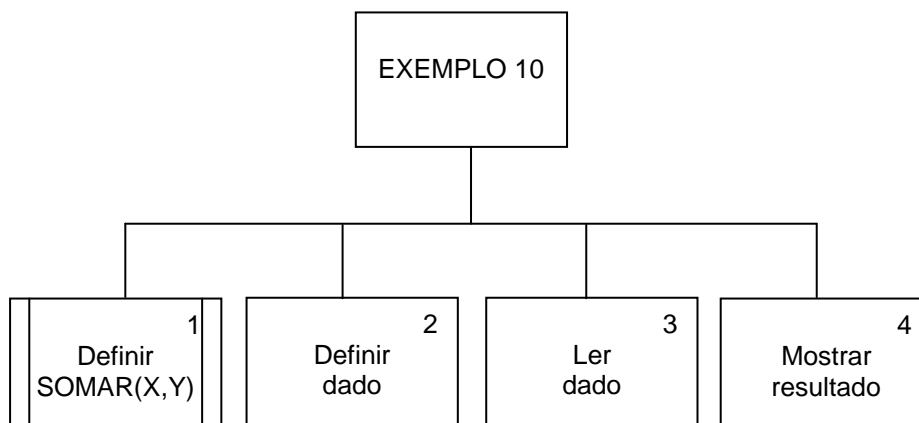 EXEMPLO 10
1
Definir
SOMAR(X,Y)
2
Definir
dado
3
Ler
dado
4
Mostrar
resultado